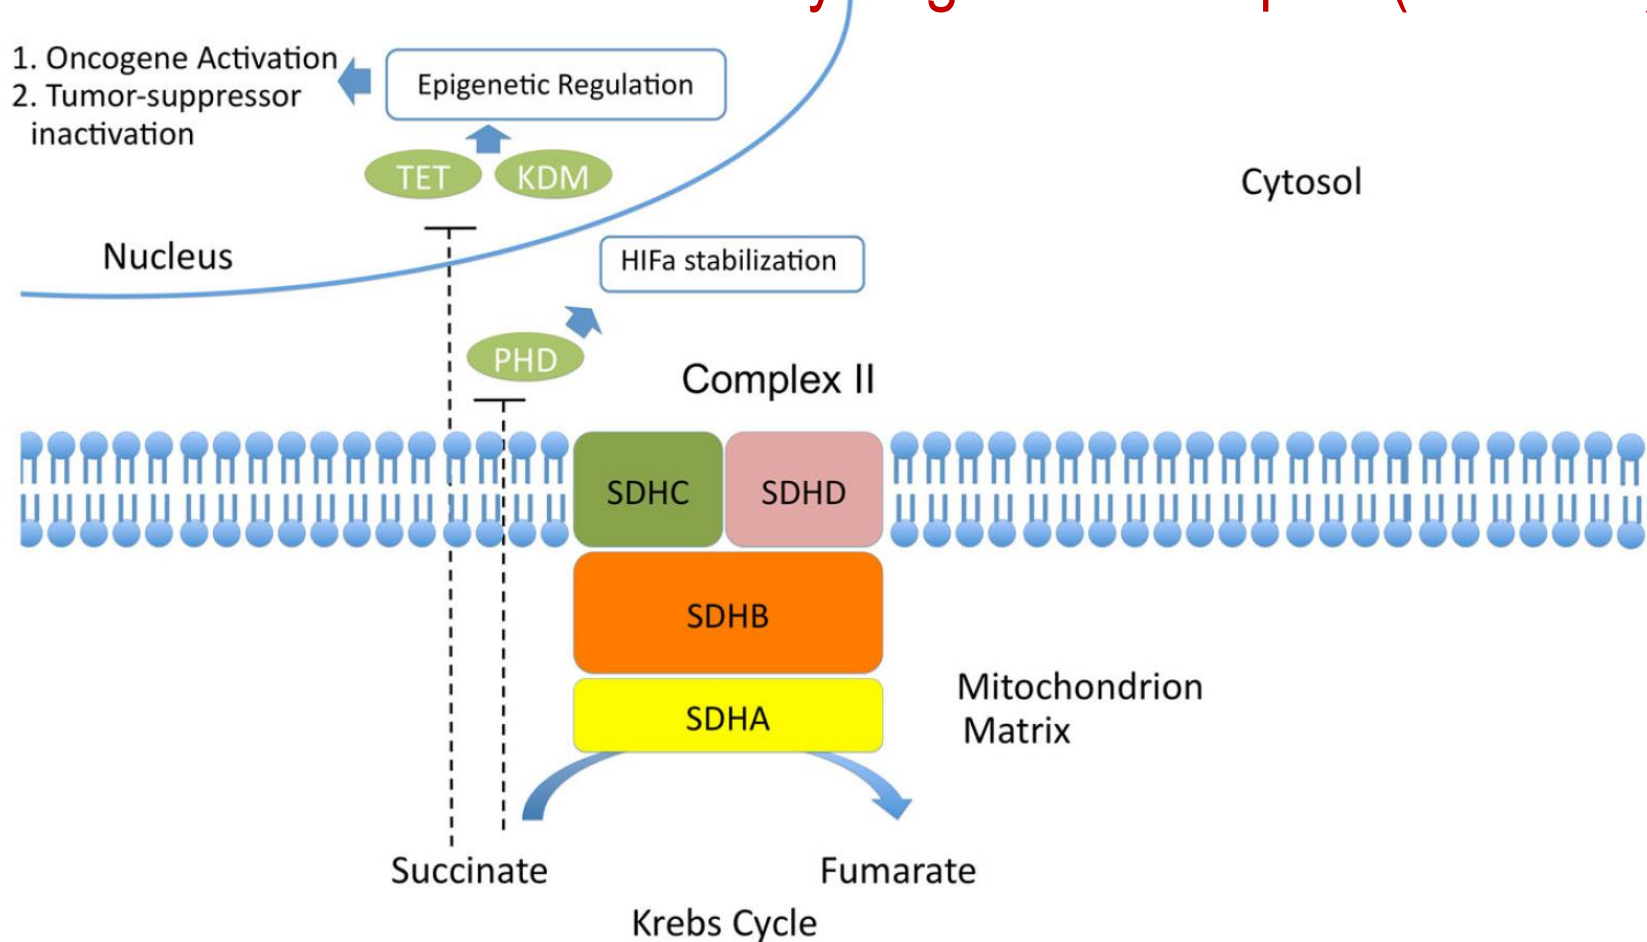 1. Oncogene Activation
2. Tumor-suppressor
inactivation
Epigenetic Regulation
TET
KDM
Cytosol
Nucleus
HIFa stabilization
PHD
Complex II
SDHC
SDHD
SDHB
SDHA
Mitochondrion
Matrix
Succinate
Fumarate
Krebs Cycle